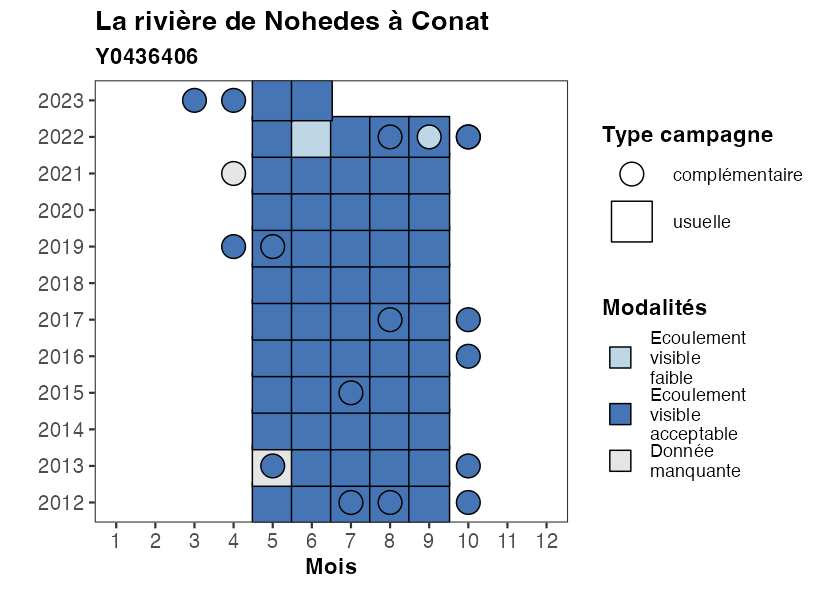 La rivière de Nohedes à Conat
Y0436406
2023
2022
2021
2020
2019
2018
2017
2016
2015
2014
2013
2012
1 2 3 4 5 6 7 8 9 10 11 12
Mois
Type campagne
complémentaire
usuelle
Modalités
Ecoulement
visible
faible
Ecoulement
visible
acceptable
Donnée
manquante